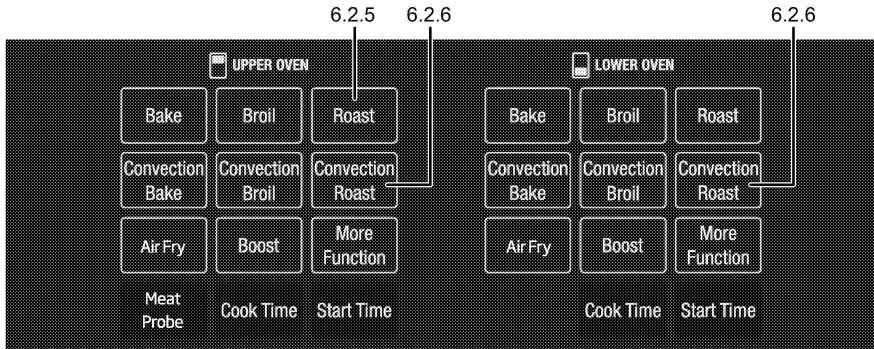 6.2.5 6.2.6 6.2.6
UPPER OVEN LOWER OVEN
Bake Broil Roast Bake Broil Roast
Convection Convection Convection Convection Convection Convection
Bake Broil Roast Bake Broil Roast
Air Fry Boost More Function Air Fry Boost More Function
Meat Probe Cook Time Start Time Cook Time Start Time